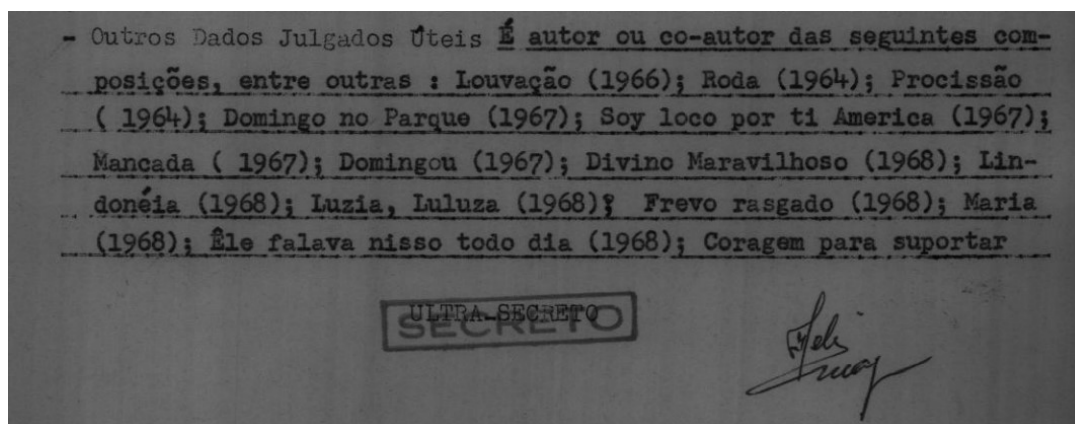 - Outros Dados Julgados Úteis É autor ou co-autor das seguintes com-
posições, entre outras : Louvação (1966); Roda (1964); Procissão
( 1964); Domingo no Parque (1967); Soy loco por ti America (1967);
Mancada ( 1967); Domingou (1967); Divino Maravilhoso (1968); Lin-
donéia (1968); Luzia, Luluza (1968); Frevo rasgado (1968); Maria
(1968); Êle falava nisso todo dia (1968); Coragem para suportar
ULTRA-SECRETO
SECRETO